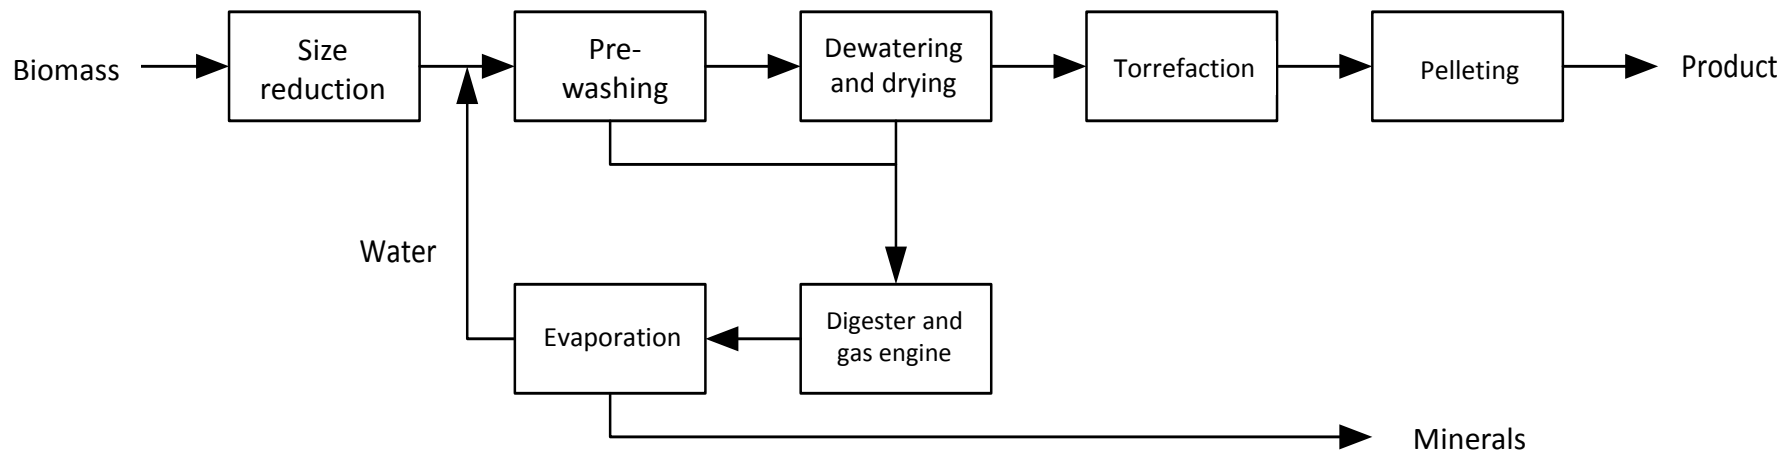 Biomass
Size
reduction
Pre-
washing
Dewatering
and drying
Torrefaction
Pelleting
Product
Water
Evaporation
Digester and
gas engine
Minerals